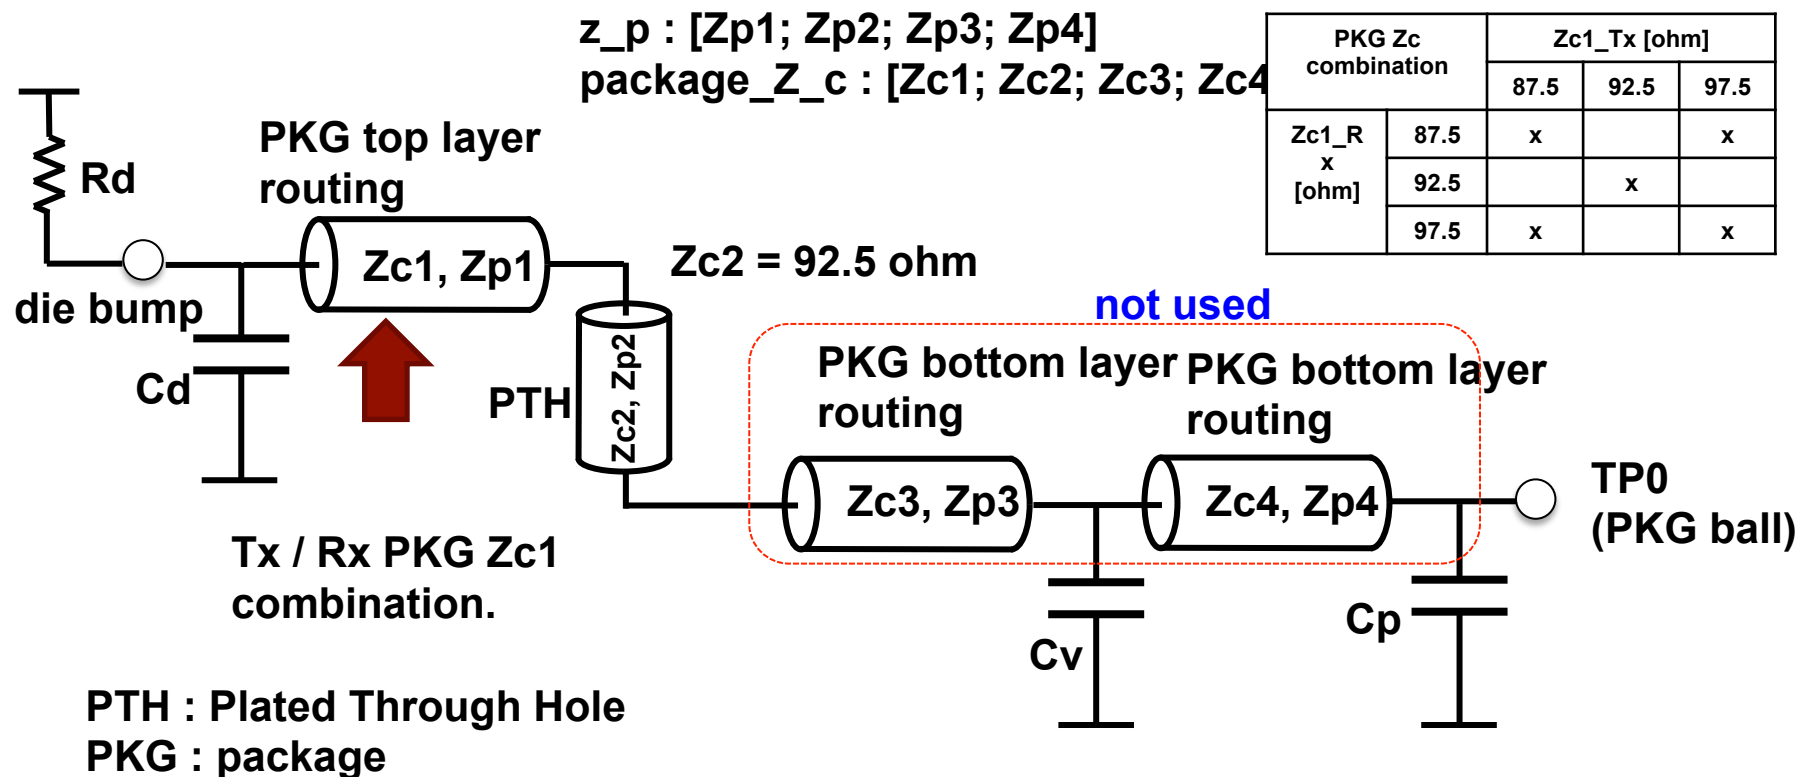 z_p : [Zp1; Zp2; Zp3; Zp4]
package_Z_c : [Zc1; Zc2; Zc3; Zc4
PKG Zc
combination
Zc1_Tx [ohm]
87.5 92.5 97.5
Zc1_R
x
[ohm]
87.5 x x
92.5 x
97.5 x x
PKG top layer
routing
Rd
Zc1, Zp1
Zc2 = 92.5 ohm
die bump
not used
Cd
PTH
Zc2, Zp2
PKG bottom layer
routing
PKG bottom layer
routing
Zc3, Zp3
Zc4, Zp4
TP0
(PKG ball)
Tx / Rx PKG Zc1
combination.
Cv
Cp
PTH : Plated Through Hole
PKG : package